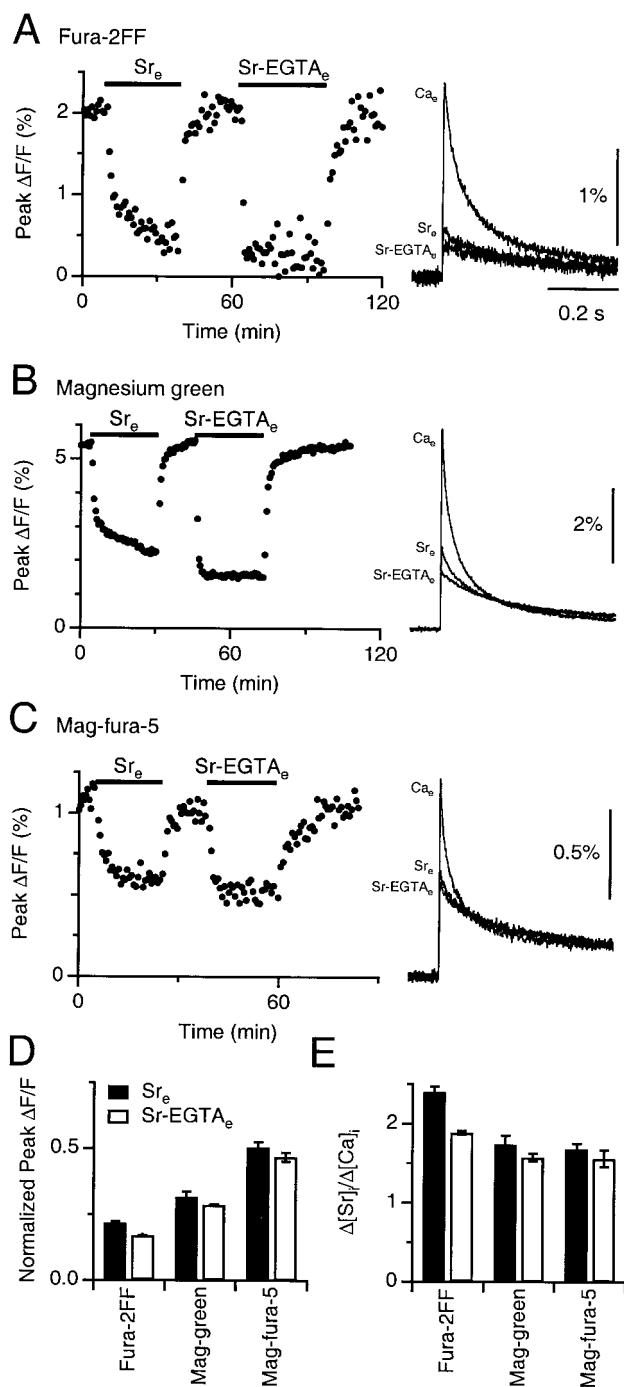 A Fura-2FF
Sre Sr-EGTAe
Peak ΔF/F (%)
2
1
0
0 60 120
Time (min)
Cae
Sre
Sr-EGTAe
1%
0.2 s
B Magnesium green
Sre Sr-EGTAe
Peak ΔF/F (%)
5
0
0 60 120
Time (min)
Cae
Sre
Sr-EGTAe
2%
C Mag-fura-5
Sre Sr-EGTAe
Peak ΔF/F (%)
1
0
0 60
Time (min)
Cae
Sre
Sr-EGTAe
0.5%
D
Sre
Sr-EGTAe
Normalized Peak ΔF/F
0.5
0.0
Fura-2FF
Mag-green
Mag-fura-5
E
Δ[Sr]i/Δ[Ca]i
2
1
0
Fura-2FF
Mag-green
Mag-fura-5